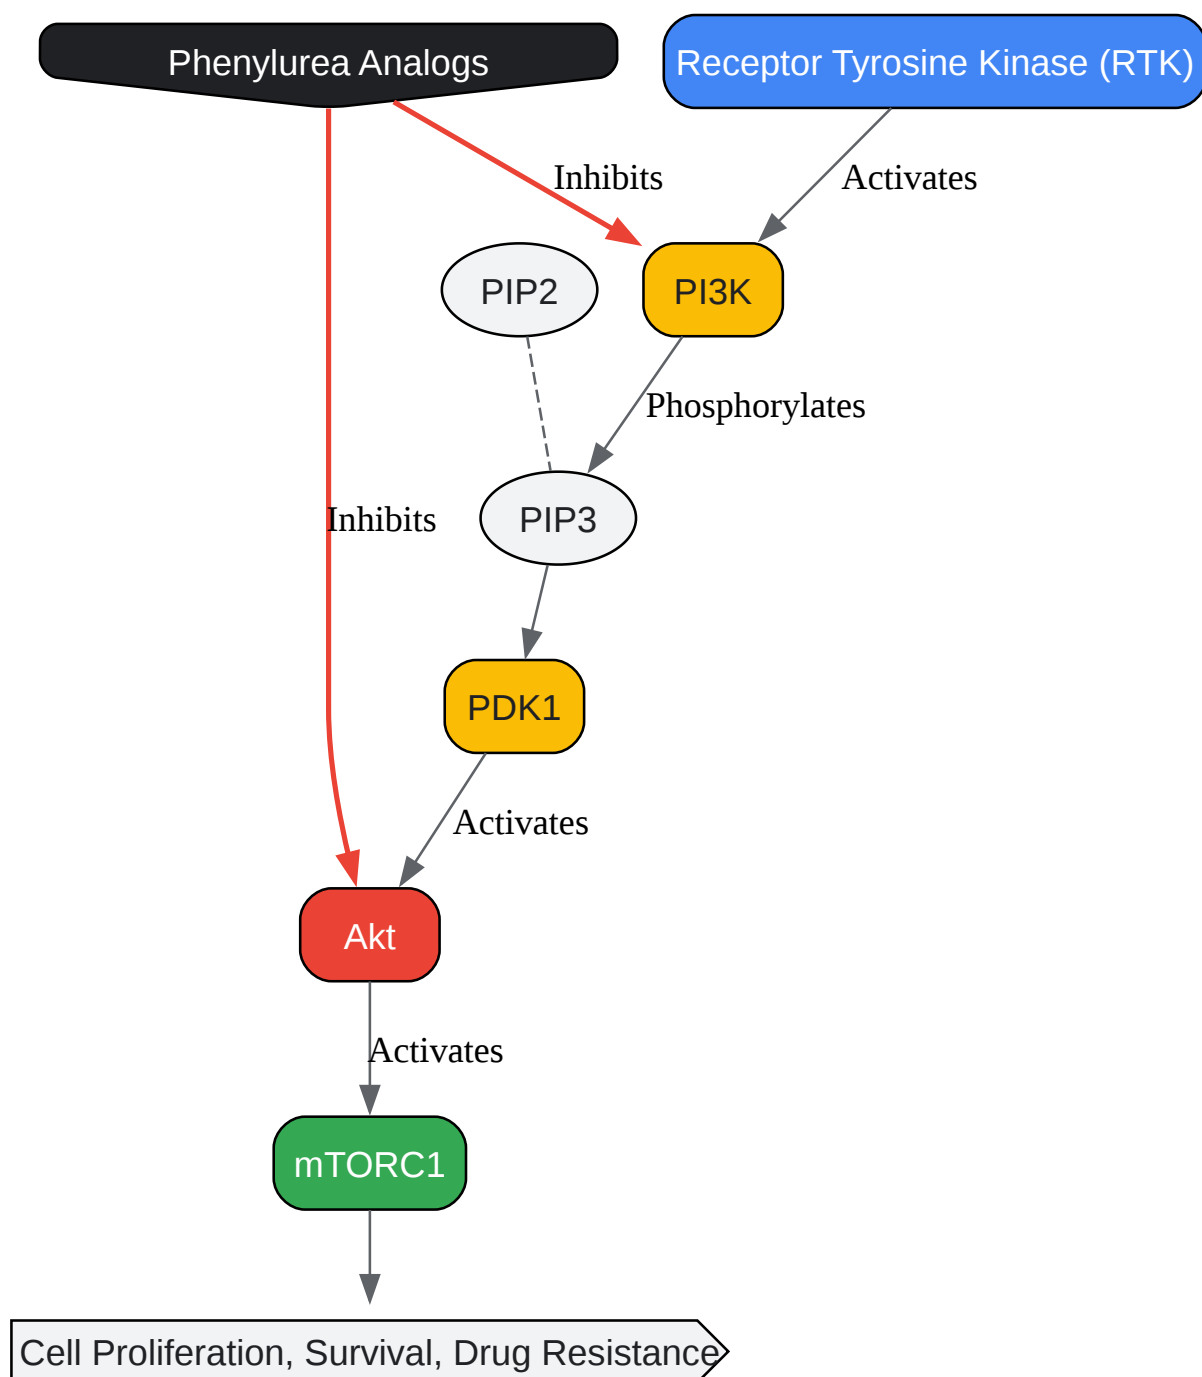 Phenylurea Analogs
Receptor Tyrosine Kinase (RTK)
Inhibits
Activates
PIP2
PI3K
Phosphorylates
Inhibits
PIP3
PDK1
Activates
Akt
Activates
mTORC1
Cell Proliferation, Survival, Drug Resistance